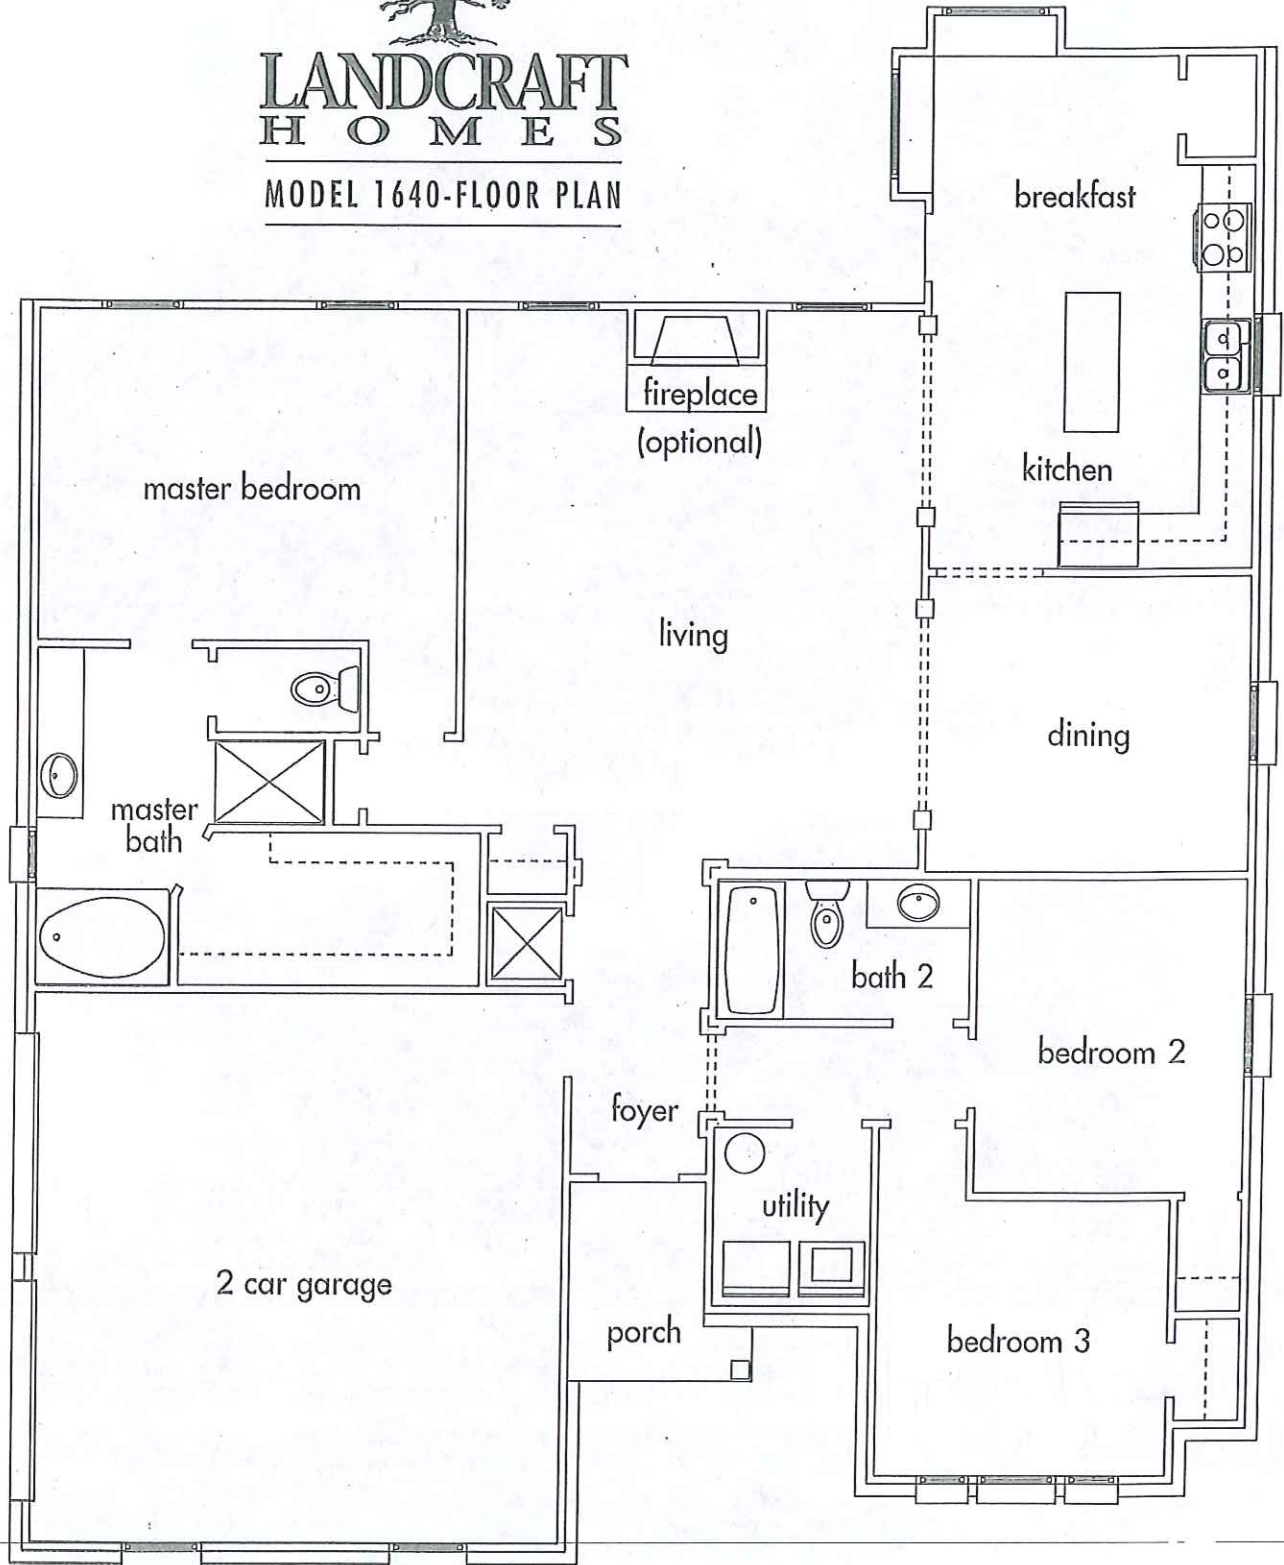 LANDCRAFT
HOMES
MODEL 1640-FLOOR PLAN
breakfast
fireplace
(optional)
kitchen
master bedroom
living
dining
master
bath
bath 2
bedroom 2
foyer
utility
2 car garage
porch
bedroom 3